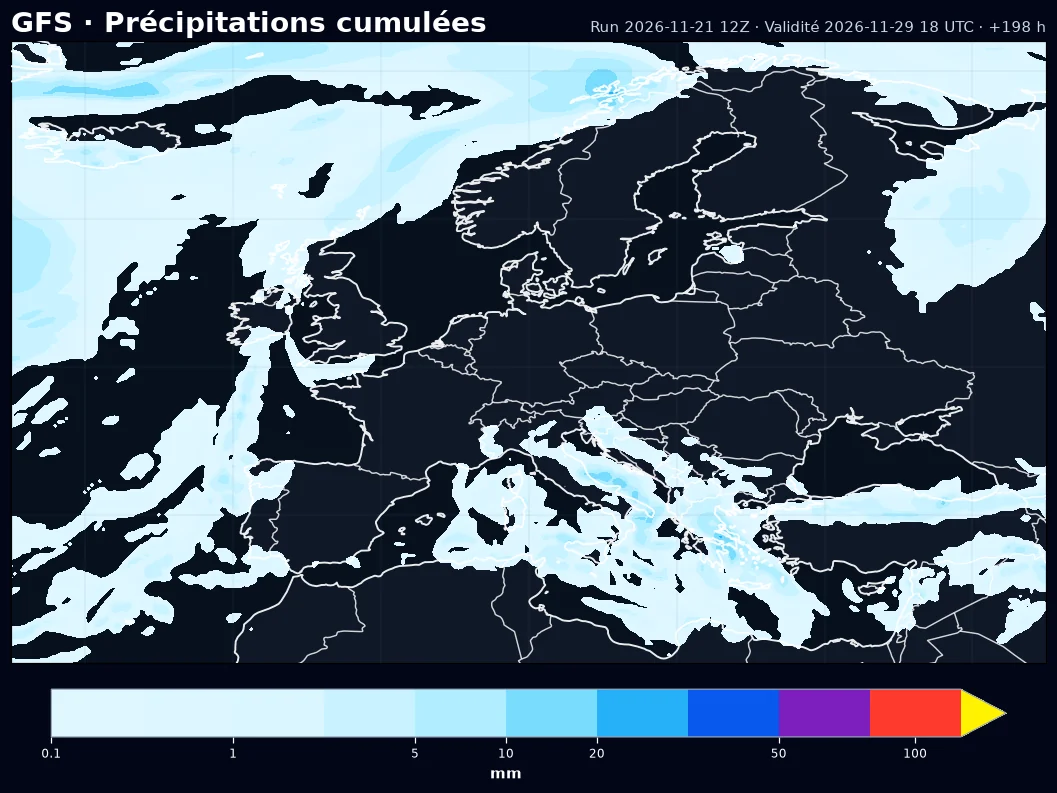 GFS · Précipitations cumulées
Run 2026-11-21 12Z · Validité 2026-11-29 18 UTC · +198 h
0.1 1 5 10 20 50 100
mm